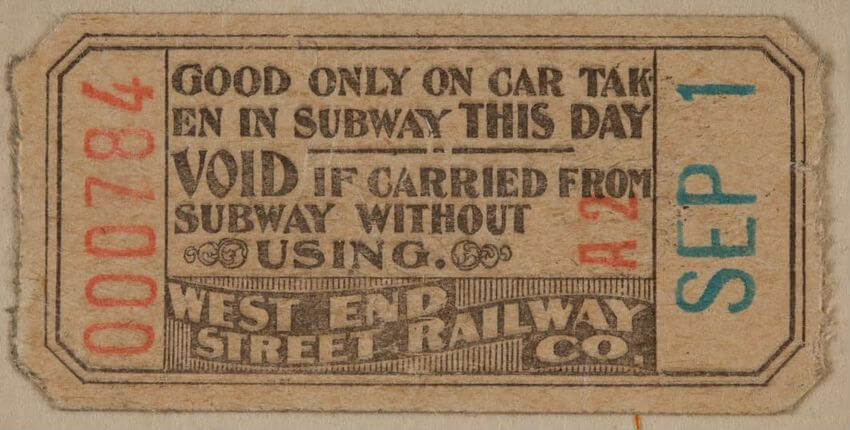 000784
GOOD ONLY ON CAR TAK-
EN IN SUBWAY THIS DAY
VOID IF CARRIED FROM
SUBWAY WITHOUT
USING.
A2
WEST END
STREET RAILWAY
CO.
SEP 1